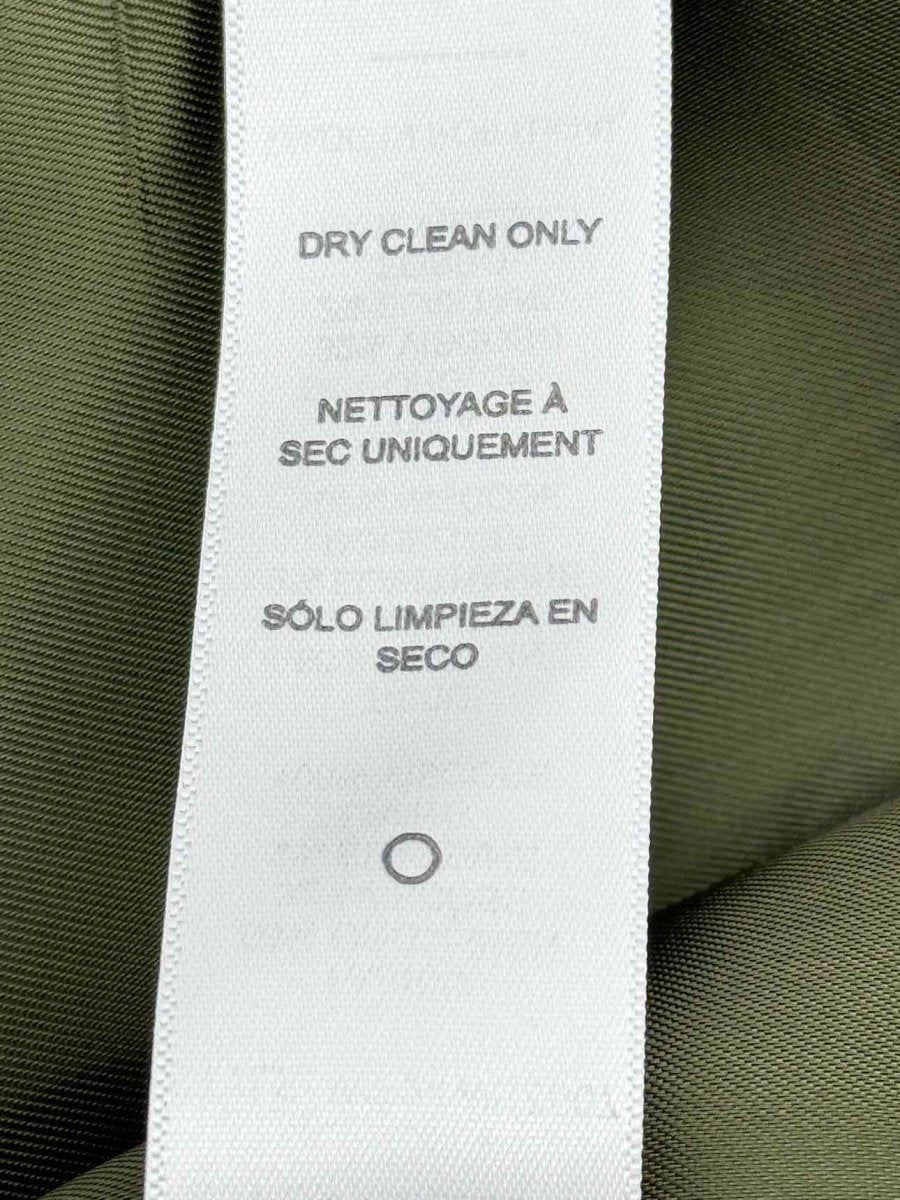 DRY CLEAN ONLY
NETTOYAGE À
SEC UNIQUEMENT
SÓLO LIMPIEZA EN
SECO